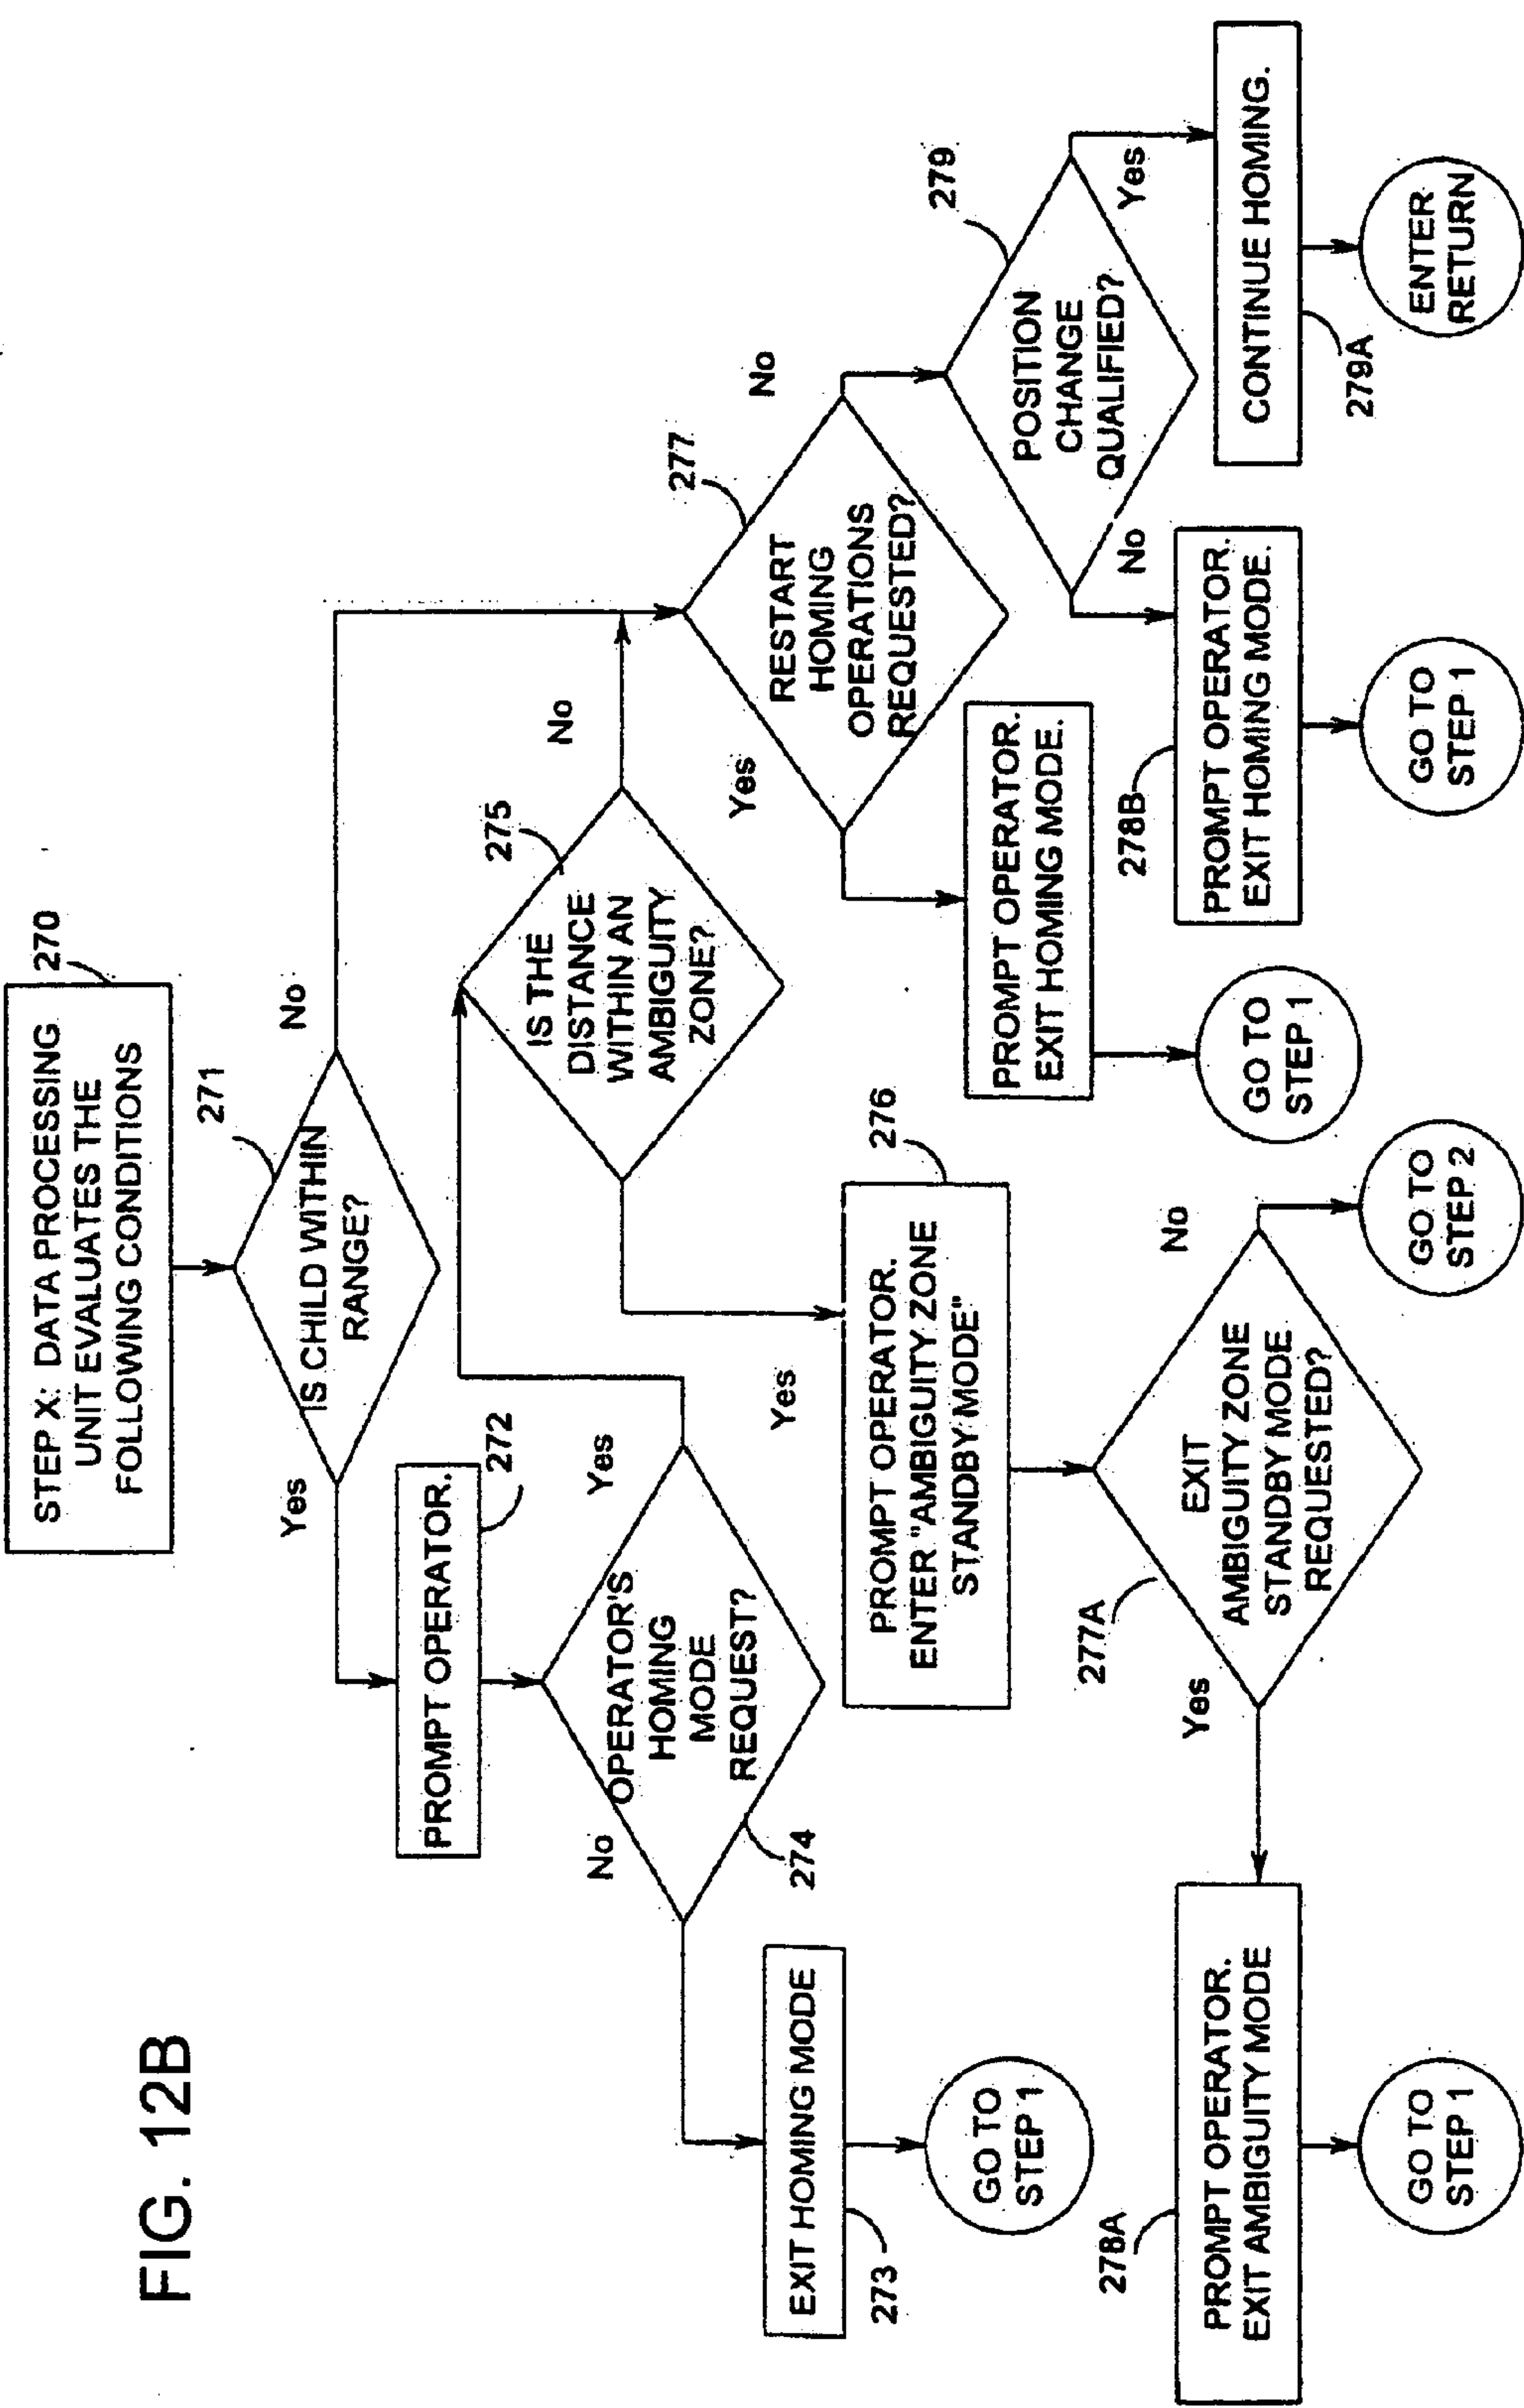 FIG. 12B
STEP X: DATA PROCESSING
UNIT EVALUATES THE
FOLLOWING CONDITIONS
270
271
IS CHILD WITHIN
RANGE?
Yes
No
PROMPT OPERATOR.
272
OPERATOR'S
HOMING
MODE
REQUEST?
No
Yes
274
EXIT HOMING MODE
273
GO TO
STEP 1
275
IS THE
DISTANCE
WITHIN AN
AMBIGUITY
ZONE?
Yes
No
276
PROMPT OPERATOR.
ENTER "AMBIGUITY ZONE
STANDBY MODE"
277A
EXIT
AMBIGUITY ZONE
STANDBY MODE
REQUESTED?
Yes
No
278A
PROMPT OPERATOR.
EXIT AMBIGUITY MODE
GO TO
STEP 1
GO TO
STEP 2
277
RESTART
HOMING
OPERATIONS
REQUESTED?
Yes
No
PROMPT OPERATOR.
EXIT HOMING MODE.
GO TO
STEP 1
279
POSITION
CHANGE
QUALIFIED?
No
Yes
278B
PROMPT OPERATOR.
EXIT HOMING MODE.
GO TO
STEP 1
CONTINUE HOMING.
279A
ENTER
RETURN